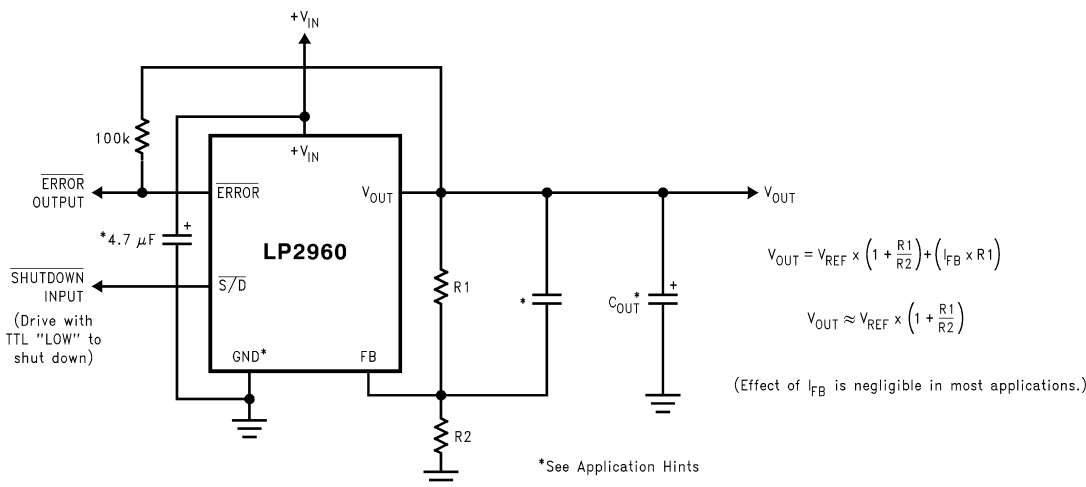 +VIN
100k
+VIN
ERROR
OUTPUT
ERROR
VOUT
VOUT
*4.7 μF
+
LP2960
SHUTDOWN
INPUT
S/D
(Drive with
TTL "LOW" to
shut down)
R1
*
COUT*
+
GND*
FB
R2
*See Application Hints
VOUT = VREF x (1 + R1/R2) + (IFB x R1)
VOUT ≈ VREF x (1 + R1/R2)
(Effect of IFB is negligible in most applications.)